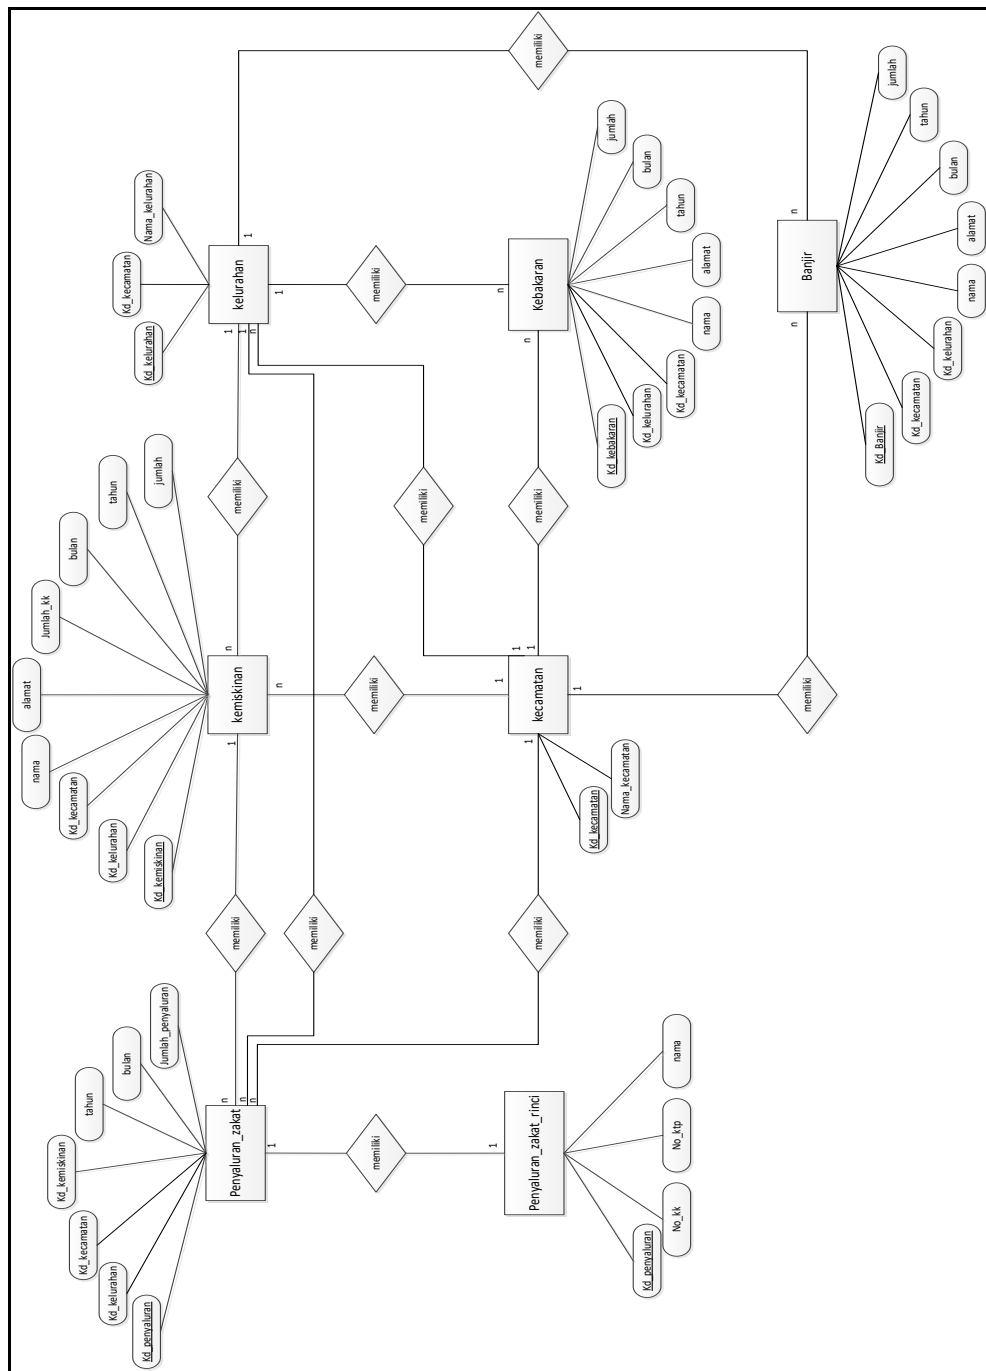 Kd_penyaluran
Kd_kelurahan
Kd_kecamatan
Kd_kemiskinan
tahun
bulan
Jumlah_penyaluran
Penyaluran_zakat
n
n
n
1
memiliki
memiliki
1
Kd_kemiskinan
Kd_kelurahan
Kd_kecamatan
nama
alamat
Jumlah_kk
bulan
tahun
jumlah
kemiskinan
n
n
memiliki
1
1
n
Kd_kelurahan
Kd_kecamatan
Nama_kelurahan
kelurahan
1
1
memiliki
memiliki
memiliki
memiliki
1
Penyaluran_zakat_rinci
Kd_penyaluran
No_kk
No_ktp
nama
memiliki
1
1
1
1
kecamatan
1
Kd_kecamatan
Nama_kecamatan
memiliki
n
n
Kebakaran
Kd_kebakaran
Kd_kelurahan
Kd_kecamatan
nama
alamat
tahun
bulan
jumlah
memiliki
memiliki
n
n
Banjir
Kd_Banjir
Kd_kecamatan
Kd_kelurahan
nama
alamat
bulan
tahun
jumlah